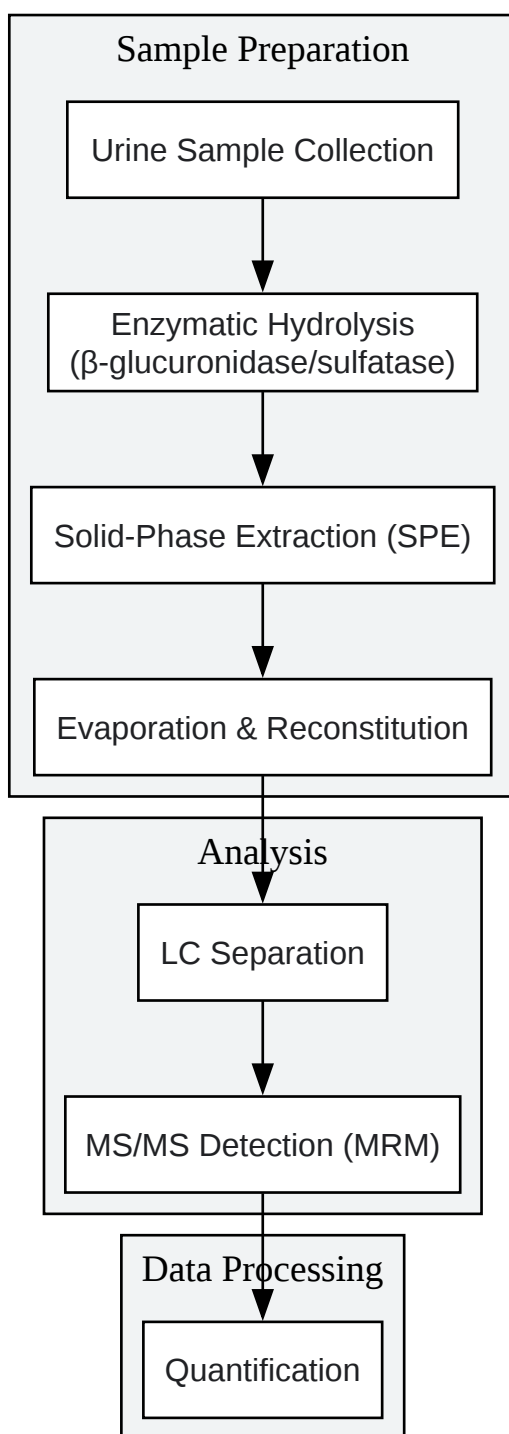 Sample Preparation
Urine Sample Collection
Enzymatic Hydrolysis
(β-glucuronidase/sulfatase)
Solid-Phase Extraction (SPE)
Evaporation & Reconstitution
Analysis
LC Separation
MS/MS Detection (MRM)
Data Processing
Quantification